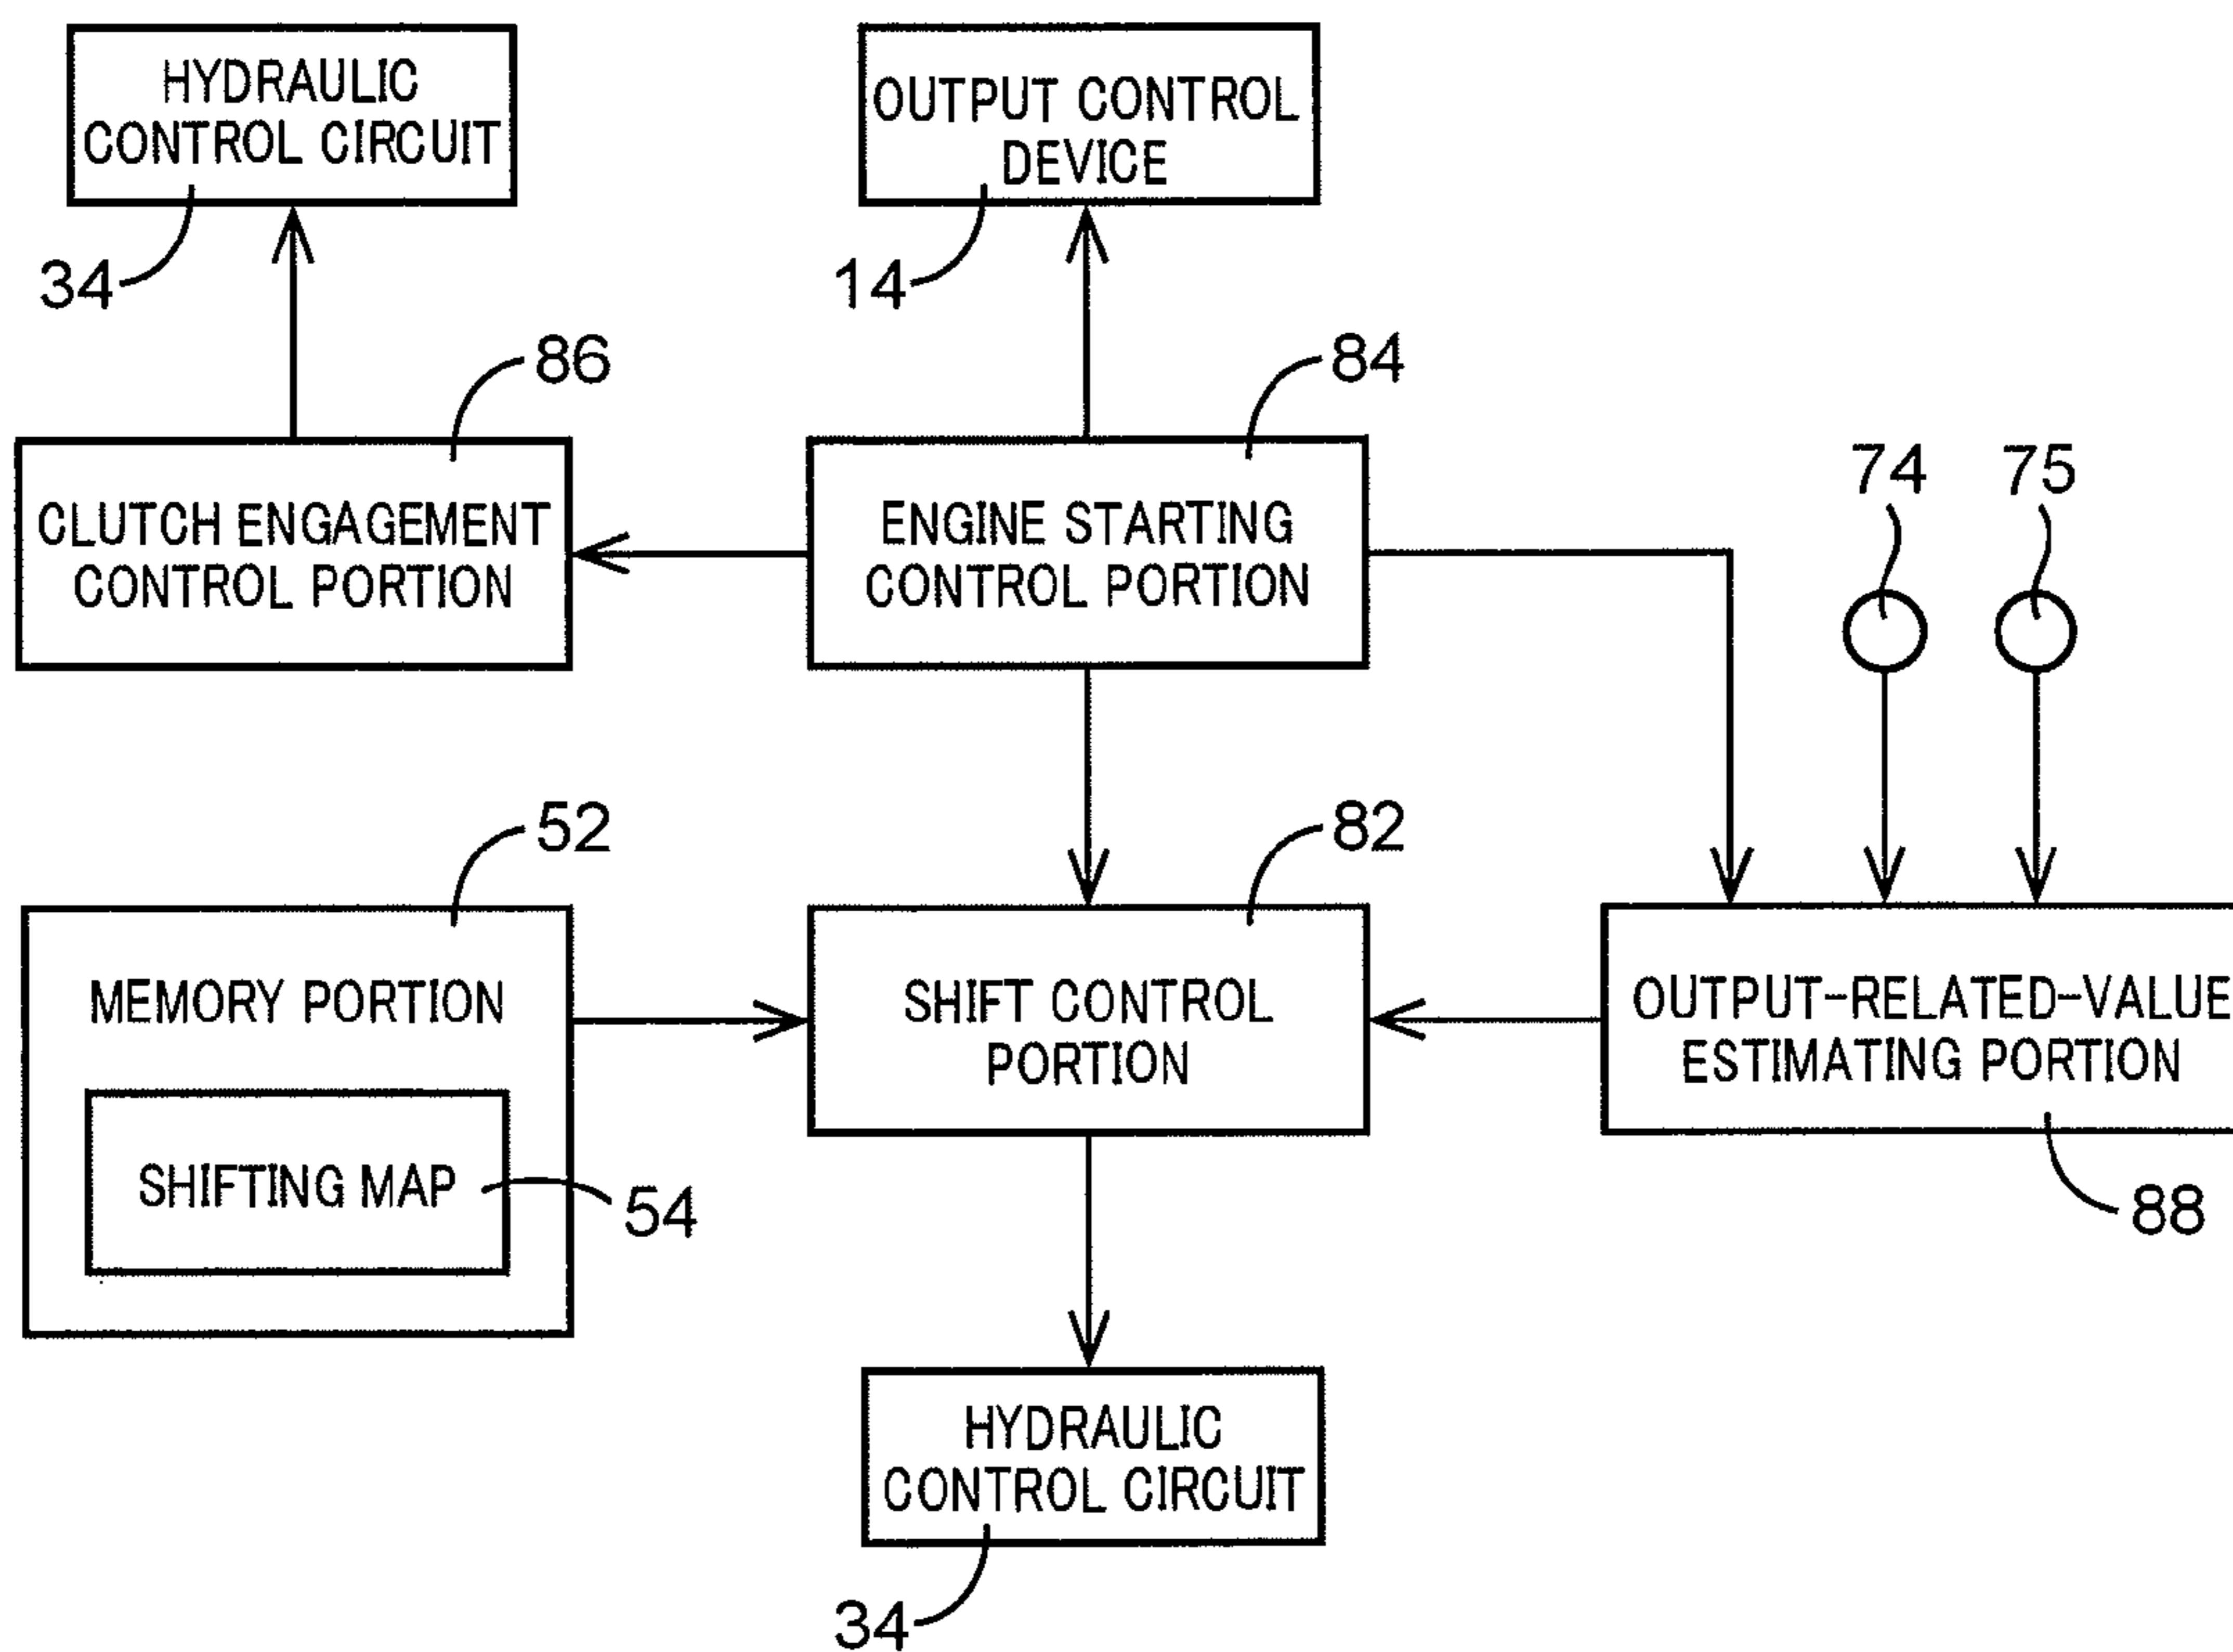 HYDRAULIC
CONTROL CIRCUIT
34
OUTPUT CONTROL
DEVICE
14
86
84
74
75
CLUTCH ENGAGEMENT
CONTROL PORTION
ENGINE STARTING
CONTROL PORTION
52
82
MEMORY PORTION
SHIFTING MAP
54
SHIFT CONTROL
PORTION
OUTPUT-RELATED-VALUE
ESTIMATING PORTION
88
HYDRAULIC
CONTROL CIRCUIT
34